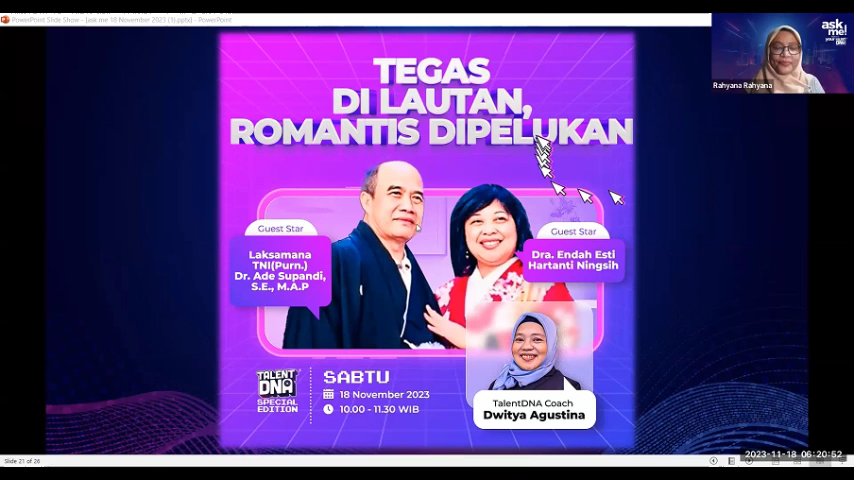 PowerPoint Slide Show - [ask me 18 November 2023 (1).pptx] - PowerPoint
ask
me!
your talent
DNA
Rahyana Rahyana
TEGAS
DI LAUTAN,
ROMANTIS DIPELUKAN
Guest Star
Laksamana
TNI(Purn.)
Dr. Ade Supandi,
S.E., M.A.P
Guest Star
Dra. Endah Esti
Hartanti Ningsih
TALENT
DNA
SPECIAL
EDITION
SABTU
18 November 2023
10.00 - 11.30 WIB
TalentDNA Coach
Dwitya Agustina
Slide 21 of 26
2023-11-18 06:20:52